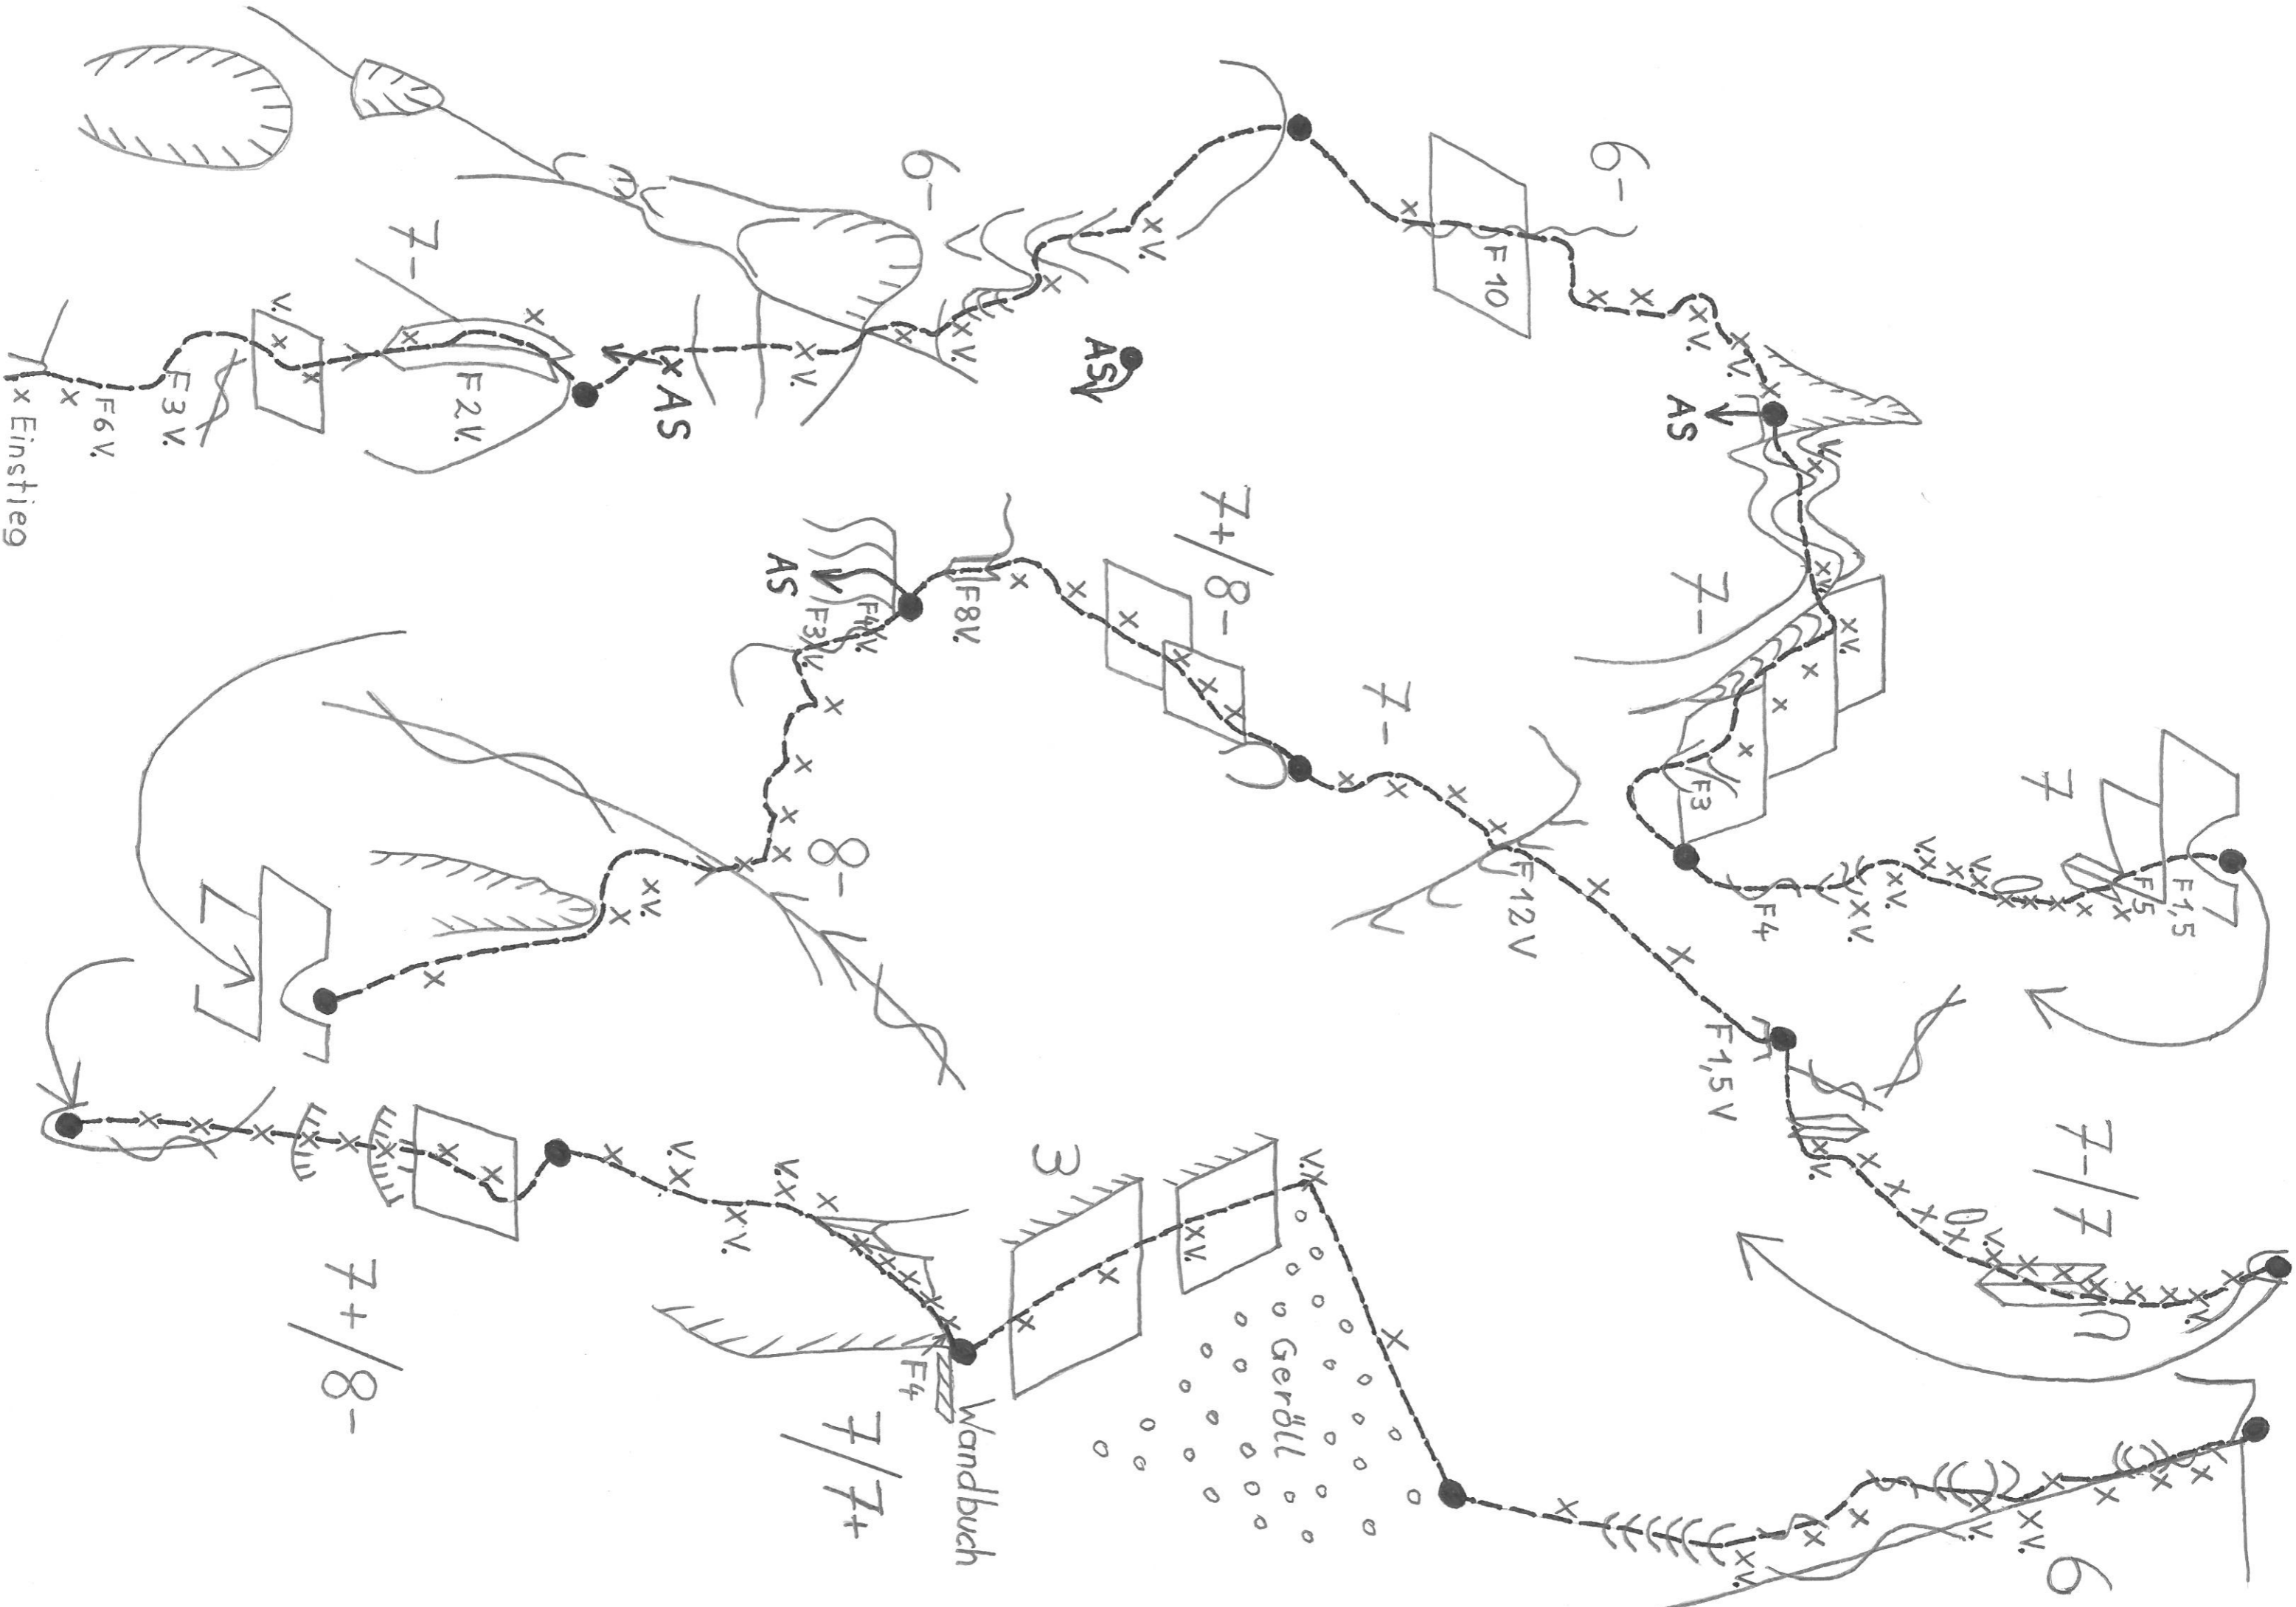 Einstieg
F6V.
F3V.
V.
7-
F2V.
AS
V.
6-
V.
V.
AS
6-
F10
V.
V.
AS
V.
7-
V.
V.
F3
F4
V.
V.
V.
V.
7
F5
F1,5
V.
8-
F3V.
F4V.
AS
F8V.
7+/8-
7-
F12V
F1,5V
V.
7-/7
V.
V.
7+/8-
V.
V.
V.
7/7+
F4
Wandbuch
3
V.
V.
Geröll
V.
V.
V.
6